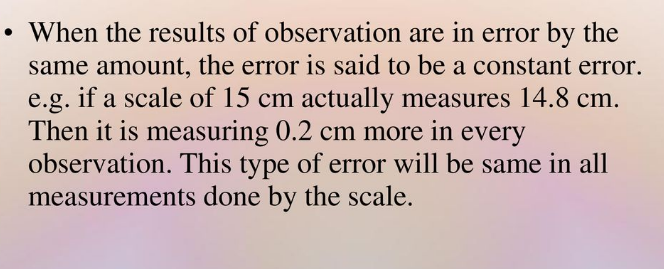 • When the results of observation are in error by the
same amount, the error is said to be a constant error.
e.g. if a scale of 15 cm actually measures 14.8 cm.
Then it is measuring 0.2 cm more in every
observation. This type of error will be same in all
measurements done by the scale.